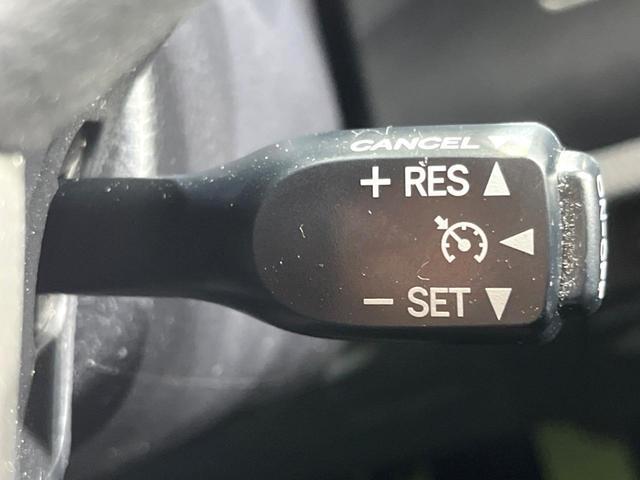 CANCEL ▼
+ RES ▲
◀
− SET ▼